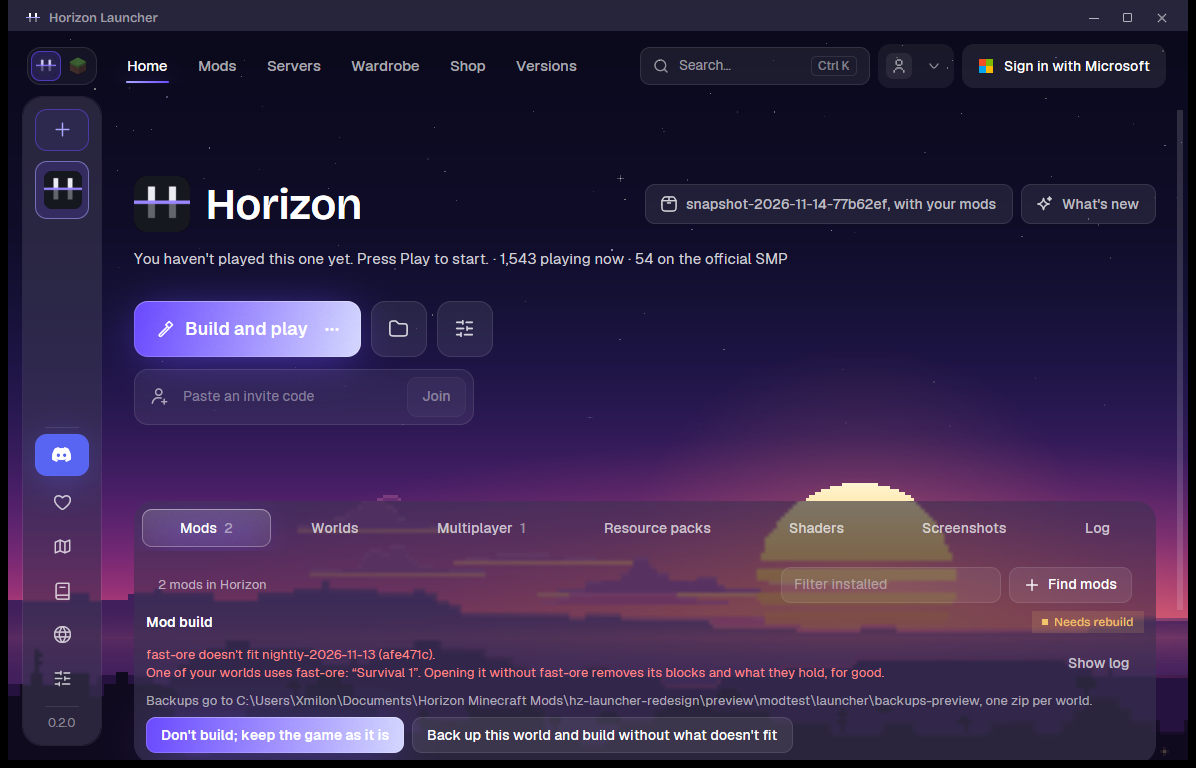 Horizon Launcher
Home
Mods
Servers
Wardrobe
Shop
Versions
Search...
Ctrl K
Sign in with Microsoft
Horizon
snapshot-2026-11-14-77b62ef, with your mods
What's new
You haven't played this one yet. Press Play to start. · 1,543 playing now · 54 on the official SMP
Build and play
Paste an invite code
Join
Mods 2
Worlds
Multiplayer 1
Resource packs
Shaders
Screenshots
Log
2 mods in Horizon
Filter installed
Find mods
Mod build
Needs rebuild
fast-ore doesn't fit nightly-2026-11-13 (afe471c).
One of your worlds uses fast-ore: “Survival 1”. Opening it without fast-ore removes its blocks and what they hold, for good.
Show log
Backups go to C:\Users\Xmilon\Documents\Horizon Minecraft Mods\hz-launcher-redesign\preview\modtest\launcher\backups-preview, one zip per world.
Don't build; keep the game as it is
Back up this world and build without what doesn't fit
0.2.0